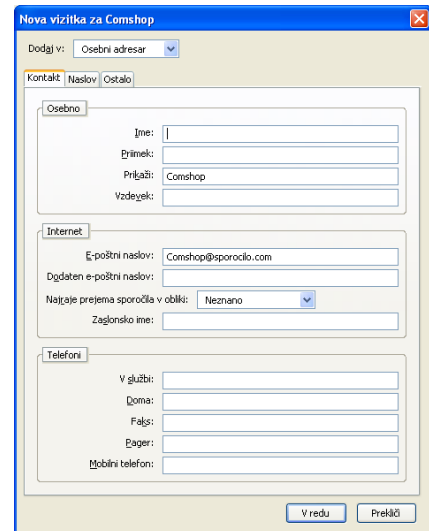 Nova vizitka za Comshop
Dodaj v: Osebni adresar
Kontakt Naslov Ostalo
Osebno
Ime:
Priimek:
Prikaži: Comshop
Vzdevek:
Internet
E-poštni naslov: Comshop@sporocilo.com
Dodaten e-poštni naslov:
Najraje prejema sporočila v obliki: Neznano
Zaslonsko ime:
Telefoni
V službi:
Doma:
Faks:
Pager:
Mobilni telefon:
V redu Prekliči